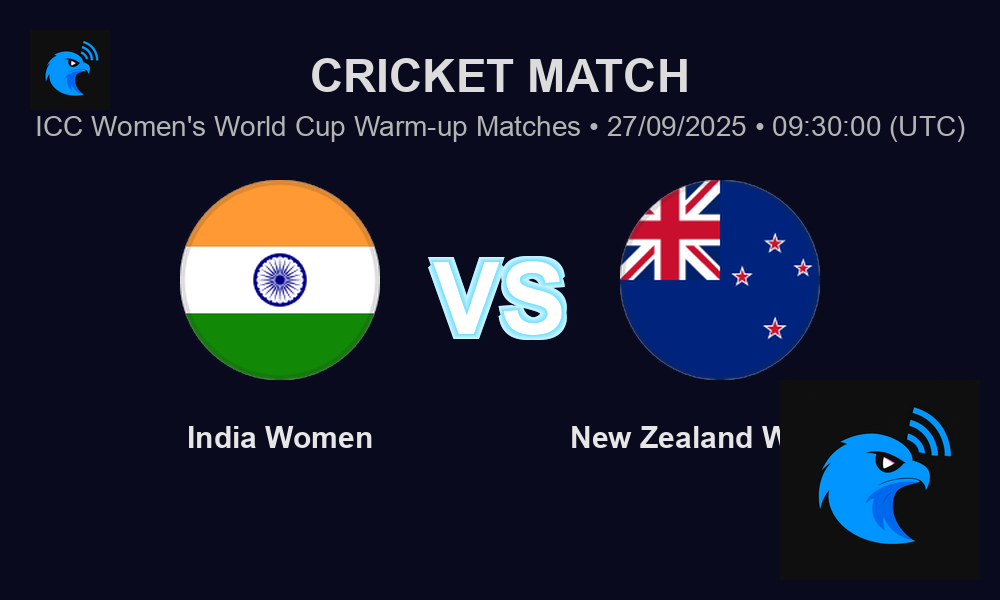 CRICKET MATCH
ICC Women's World Cup Warm-up Matches • 27/09/2025 • 09:30:00 (UTC)
VS
India Women
New Zealand